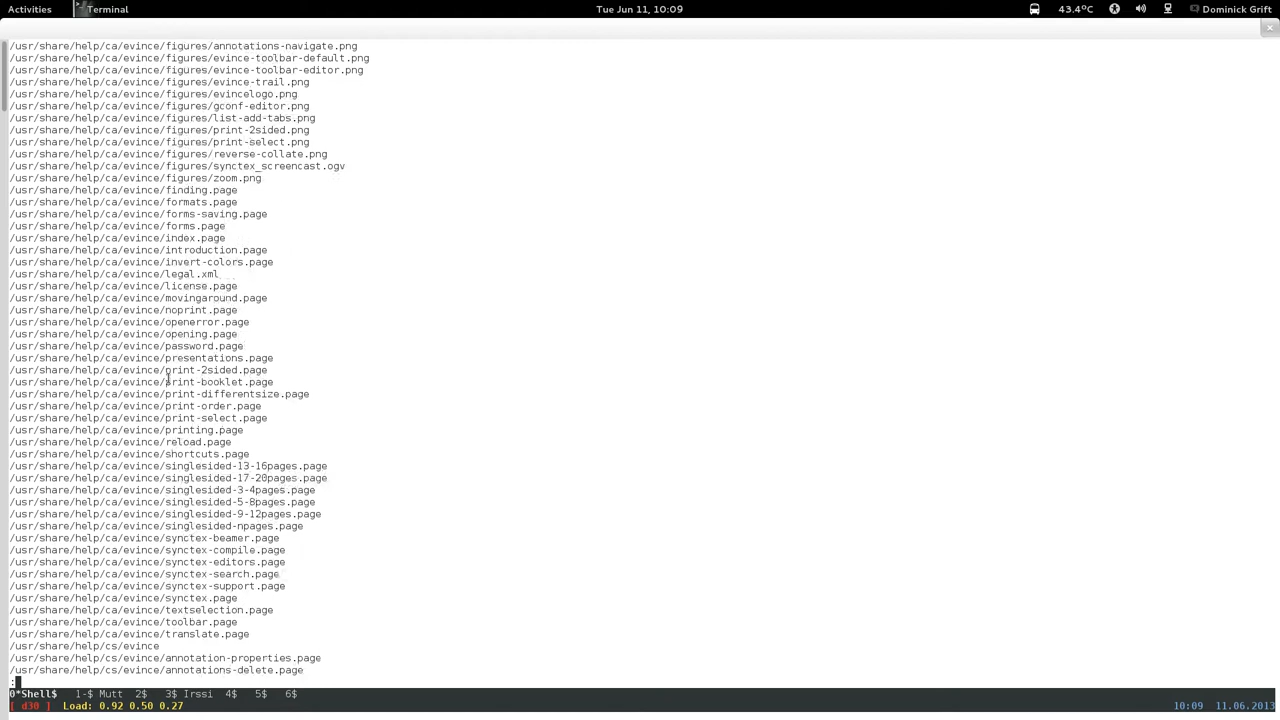 Activities Terminal Tue Jun 11, 10:09 43.4°C Dominick Grift
/usr/share/help/ca/evince/figures/annotations-navigate.png
/usr/share/help/ca/evince/figures/evince-toolbar-default.png
/usr/share/help/ca/evince/figures/evince-toolbar-editor.png
/usr/share/help/ca/evince/figures/evince-trail.png
/usr/share/help/ca/evince/figures/evincelogo.png
/usr/share/help/ca/evince/figures/gconf-editor.png
/usr/share/help/ca/evince/figures/list-add-tabs.png
/usr/share/help/ca/evince/figures/print-2sided.png
/usr/share/help/ca/evince/figures/print-select.png
/usr/share/help/ca/evince/figures/reverse-collate.png
/usr/share/help/ca/evince/figures/synctex_screencast.ogv
/usr/share/help/ca/evince/figures/zoom.png
/usr/share/help/ca/evince/finding.page
/usr/share/help/ca/evince/formats.page
/usr/share/help/ca/evince/forms-saving.page
/usr/share/help/ca/evince/forms.page
/usr/share/help/ca/evince/index.page
/usr/share/help/ca/evince/introduction.page
/usr/share/help/ca/evince/invert-colors.page
/usr/share/help/ca/evince/legal.xml
/usr/share/help/ca/evince/license.page
/usr/share/help/ca/evince/movingaround.page
/usr/share/help/ca/evince/noprint.page
/usr/share/help/ca/evince/openerror.page
/usr/share/help/ca/evince/opening.page
/usr/share/help/ca/evince/password.page
/usr/share/help/ca/evince/presentations.page
/usr/share/help/ca/evince/print-2sided.page
/usr/share/help/ca/evince/print-booklet.page
/usr/share/help/ca/evince/print-differentsize.page
/usr/share/help/ca/evince/print-order.page
/usr/share/help/ca/evince/print-select.page
/usr/share/help/ca/evince/printing.page
/usr/share/help/ca/evince/reload.page
/usr/share/help/ca/evince/shortcuts.page
/usr/share/help/ca/evince/singlesided-13-16pages.page
/usr/share/help/ca/evince/singlesided-17-20pages.page
/usr/share/help/ca/evince/singlesided-3-4pages.page
/usr/share/help/ca/evince/singlesided-5-8pages.page
/usr/share/help/ca/evince/singlesided-9-12pages.page
/usr/share/help/ca/evince/singlesided-npages.page
/usr/share/help/ca/evince/synctex-beamer.page
/usr/share/help/ca/evince/synctex-compile.page
/usr/share/help/ca/evince/synctex-editors.page
/usr/share/help/ca/evince/synctex-search.page
/usr/share/help/ca/evince/synctex-support.page
/usr/share/help/ca/evince/synctex.page
/usr/share/help/ca/evince/textselection.page
/usr/share/help/ca/evince/toolbar.page
/usr/share/help/ca/evince/translate.page
/usr/share/help/cs/evince
/usr/share/help/cs/evince/annotation-properties.page
/usr/share/help/cs/evince/annotations-delete.page
:
0*Shell$ 1-$ Mutt 2$ 3$ Irssi 4$ 5$ 6$
[ d30 ] Load: 0.92 0.50 0.27 10:09 11.06.2013